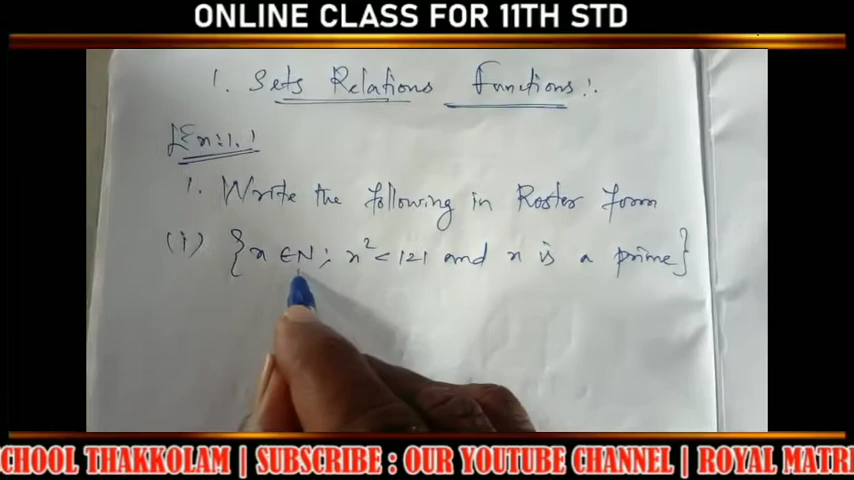 ONLINE CLASS FOR 11TH STD
1. Sets Relations Functions:.
Ex:1.1
1. Write the following in Roster form
(i) {x ∈ N; x² < 121 and x is a prime}
CHOOL THAKKOLAM | SUBSCRIBE : OUR YOUTUBE CHANNEL | ROYAL MATRI